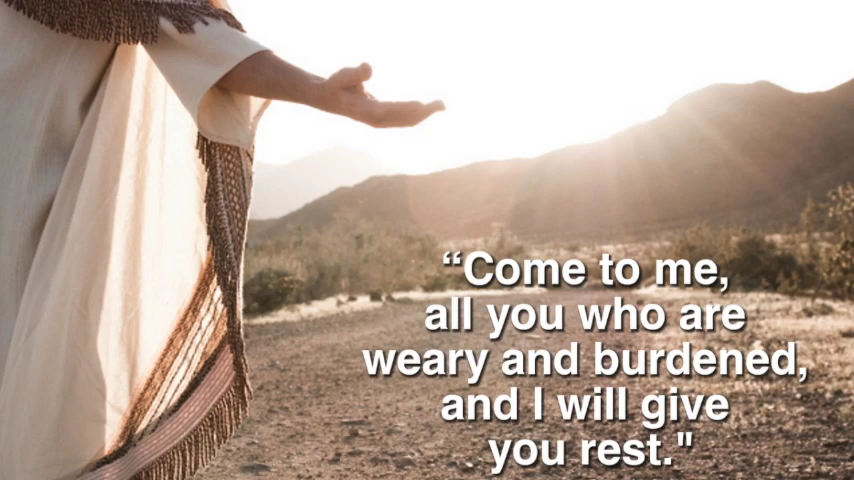 “Come to me,
all you who are
weary and burdened,
and I will give
you rest."